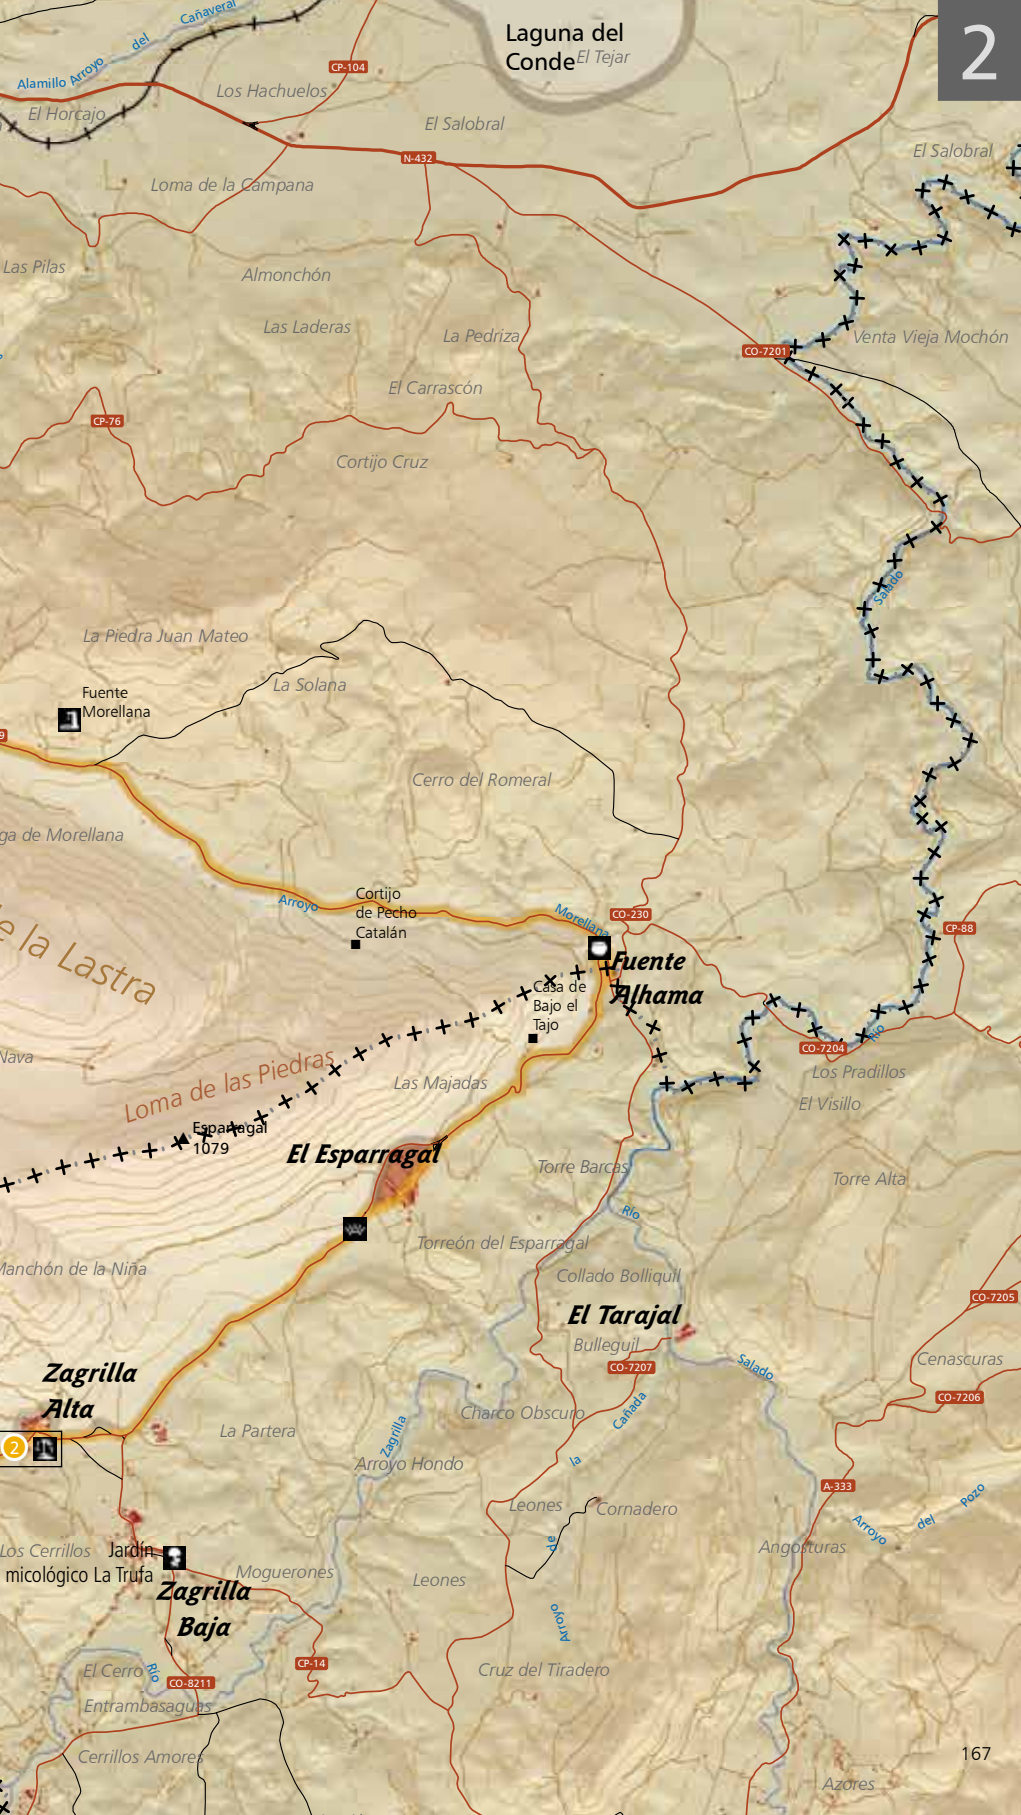 Cañaveral
del
Alamillo Arroyo
Laguna del
Conde
El Tejar
2
CP-104
Los Hachuelos
El Horcajo
El Salobral
N-432
El Salobral
Loma de la Campana
Las Pilas
Almonchón
Las Laderas
La Pedriza
CO-7201
Venta Vieja Mochón
El Carrascón
CP-76
Cortijo Cruz
Salado
La Piedra Juan Mateo
La Solana
Fuente
Morellana
9
Cerro del Romeral
ga de Morellana
Cortijo
de Pecho
Catalán
Arroyo
Morellana
CO-230
CP-88
e la Lastra
Fuente
Alhama
Casa de
Bajo el
Tajo
Río
CO-7204
Nava
Loma de las Piedras
Las Majadas
Los Pradillos
El Visillo
Esparragal
1079
El Esparragal
Torre Barcas
Torre Alta
Río
Torreón del Esparragal
Manchón de la Niña
Collado Bolliquil
CO-7205
El Tarajal
Bulleguil
CO-7207
Salado
Cenascuras
CO-7206
Zagrilla
Alta
La Partera
Charco Obscuro
Cañada
Zagrilla
2
Arroyo Hondo
la
A-333
Pozo
del
Arroyo
Leones
Cornadero
de
Angosturas
Los Cerrillos
Jardín
micológico La Trufa
Moguerones
Leones
Zagrilla
Baja
Arroyo
El Cerro
Río
CP-14
CO-8211
Cruz del Tiradero
Entrambasaguas
Cerrillos Amores
167
Azores